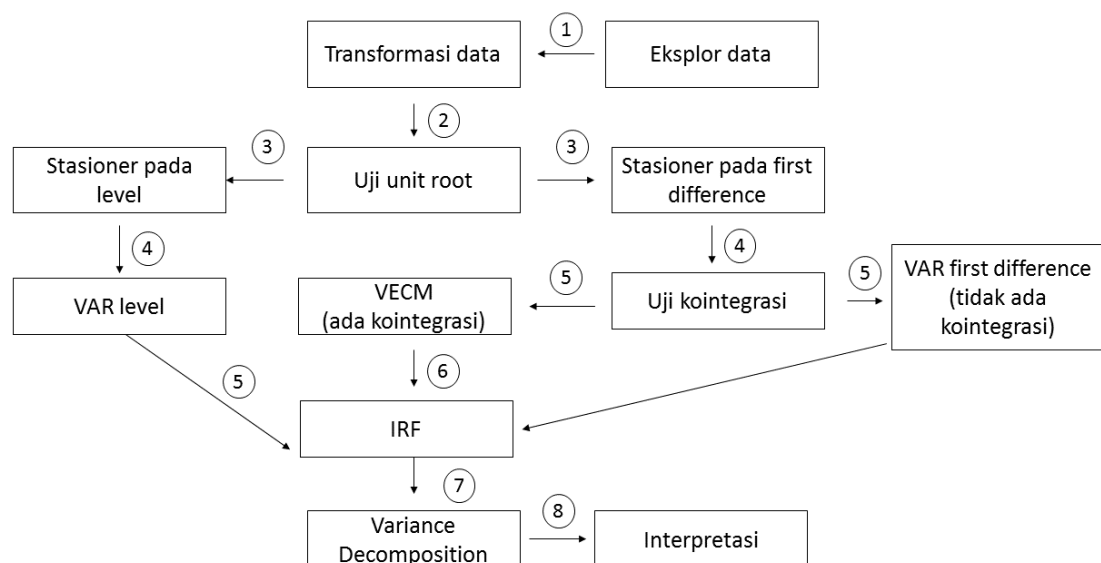 1
Transformasi data
Eksplor data
2
3
3
Stasioner pada
level
Uji unit root
Stasioner pada first
difference
4
4
VAR level
VECM
(ada kointegrasi)
5
Uji kointegrasi
5
VAR first difference
(tidak ada
kointegrasi)
5
6
IRF
7
Variance
Decomposition
8
Interpretasi